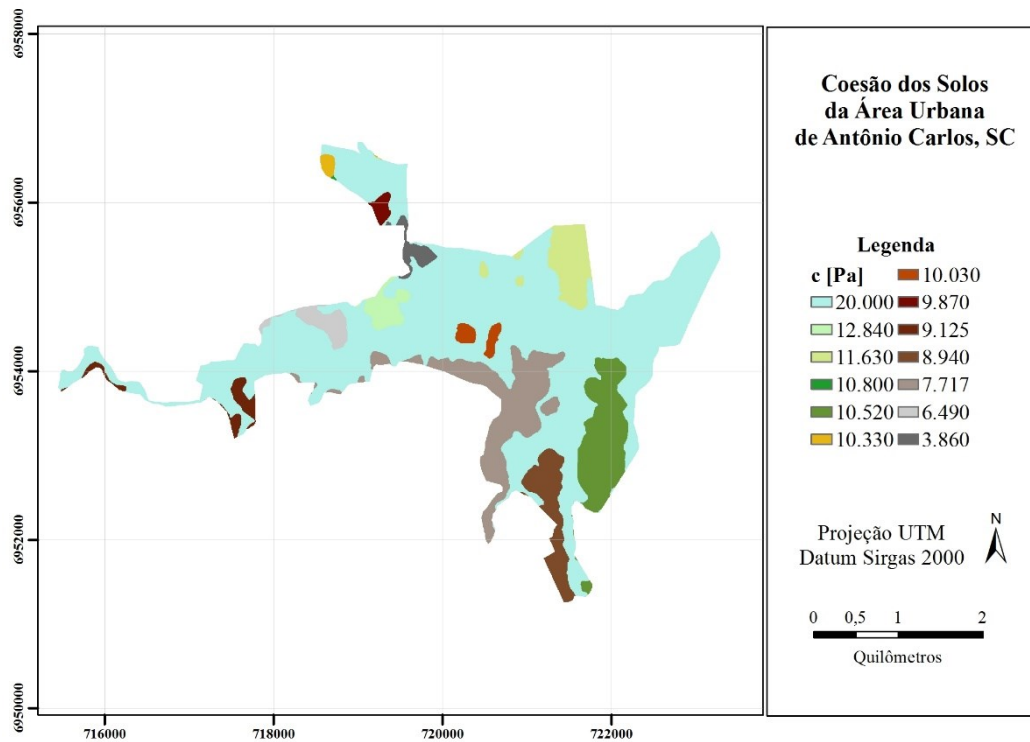 6958000
6956000
6954000
6952000
6950000
716000
718000
720000
722000
Coesão dos Solos
da Área Urbana
de Antônio Carlos, SC
Legenda
c [Pa]
20.000
12.840
11.630
10.800
10.520
10.330
10.030
9.870
9.125
8.940
7.717
6.490
3.860
Projeção UTM
Datum Sirgas 2000
N
0 0,5 1 2
Quilômetros